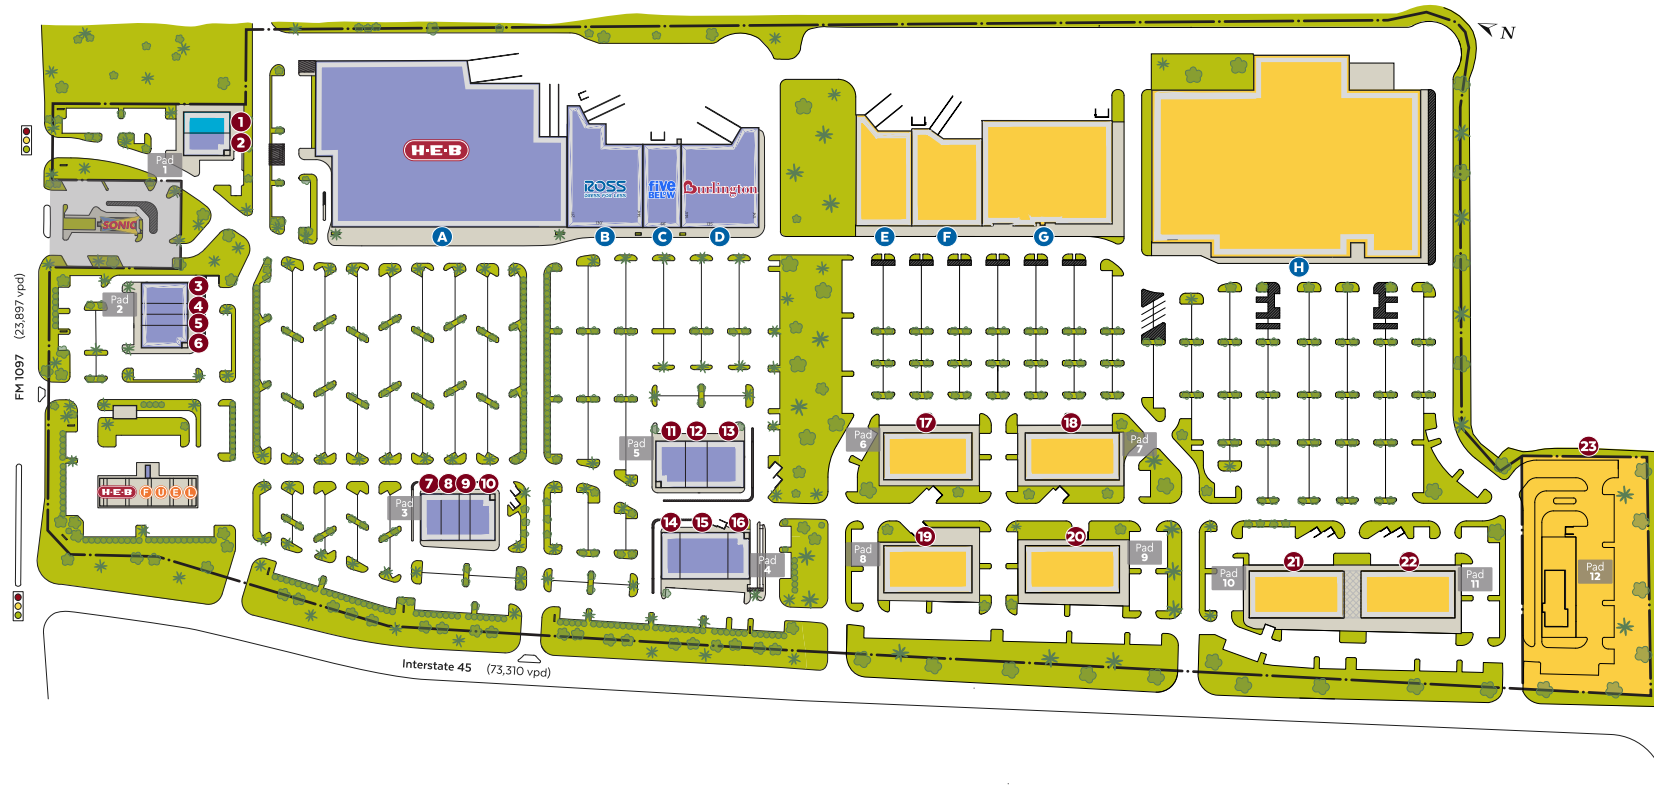 N
1
2
Pad
1
H-E-B
ROSS
DRESS FOR LESS
five
BELOW
Burlington
SONIC
A
B
C
D
E
F
G
H
FM 1097 (23,897 vpd)
Pad
2
3
4
5
6
H-E-B FUEL
Pad
3
7
8
9
10
Pad
5
11
12
13
14
15
16
Pad
4
Pad
6
17
18
Pad
7
Pad
8
19
20
Pad
9
Pad
10
21
22
Pad
11
23
Pad
12
Interstate 45 (73,310 vpd)